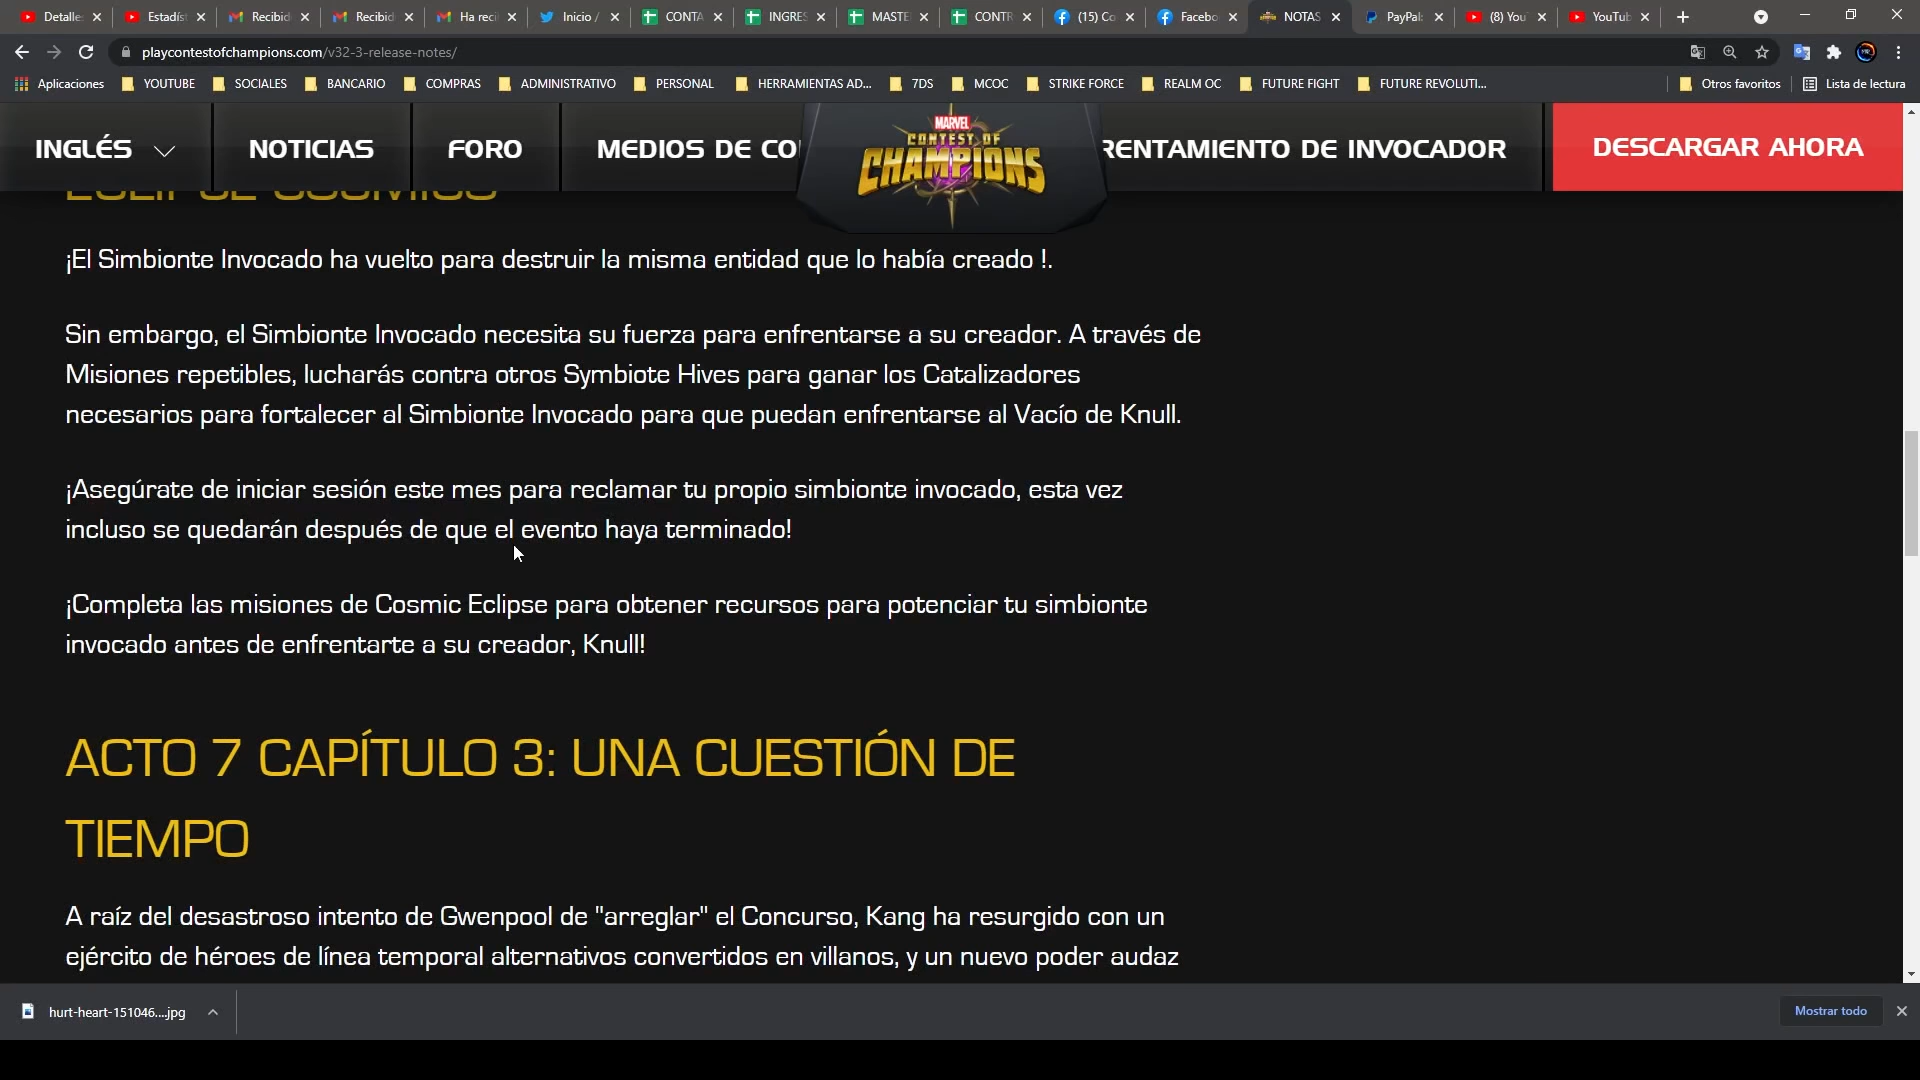 Detalle
Estadíst
Recibid
Recibid
Ha reci
Inicio /
CONTA
INGRES
MASTE
CONTR
(15) Co
Facebo
NOTAS
PayPal:
(8) You
YouTub
playcontestofchampions.com/v32-3-release-notes/
Aplicaciones
YOUTUBE
SOCIALES
BANCARIO
COMPRAS
ADMINISTRATIVO
PERSONAL
HERRAMIENTAS AD...
7DS
MCOC
STRIKE FORCE
REALM OC
FUTURE FIGHT
FUTURE REVOLUTI...
Otros favoritos
Lista de lectura
INGLÉS
NOTICIAS
FORO
MEDIOS DE CO
MARVEL
CONTEST OF
CHAMPIONS
RENTAMIENTO DE INVOCADOR
DESCARGAR AHORA
¡El Simbionte Invocado ha vuelto para destruir la misma entidad que lo había creado !.
Sin embargo, el Simbionte Invocado necesita su fuerza para enfrentarse a su creador. A través de
Misiones repetibles, lucharás contra otros Symbiote Hives para ganar los Catalizadores
necesarios para fortalecer al Simbionte Invocado para que puedan enfrentarse al Vacío de Knull.
¡Asegúrate de iniciar sesión este mes para reclamar tu propio simbionte invocado, esta vez
incluso se quedarán después de que el evento haya terminado!
¡Completa las misiones de Cosmic Eclipse para obtener recursos para potenciar tu simbionte
invocado antes de enfrentarte a su creador, Knull!
ACTO 7 CAPÍTULO 3: UNA CUESTIÓN DE
TIEMPO
A raíz del desastroso intento de Gwenpool de "arreglar" el Concurso, Kang ha resurgido con un
ejército de héroes de línea temporal alternativos convertidos en villanos, y un nuevo poder audaz
hurt-heart-151046....jpg
Mostrar todo